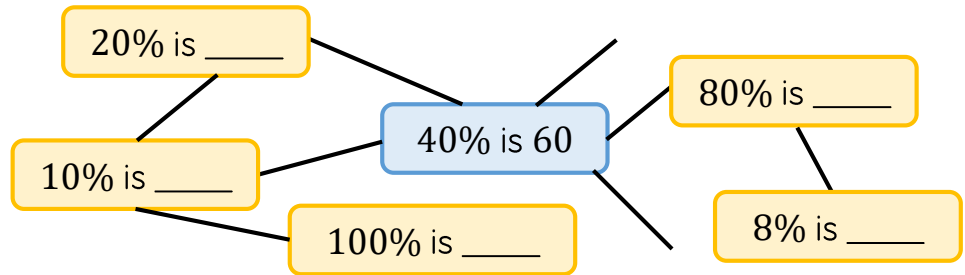 20% is _____
80% is _____
40% is 60
10% is _____
100% is _____
8% is _____